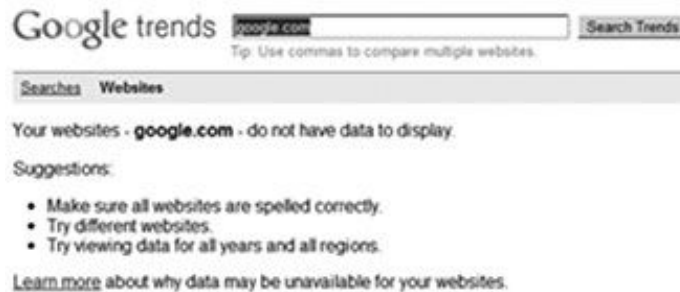 Google trends google.com Search Trends
Tip: Use commas to compare multiple websites.
Searches Websites
Your websites - google.com - do not have data to display.
Suggestions:
• Make sure all websites are spelled correctly.
• Try different websites.
• Try viewing data for all years and all regions.
Learn more about why data may be unavailable for your websites.